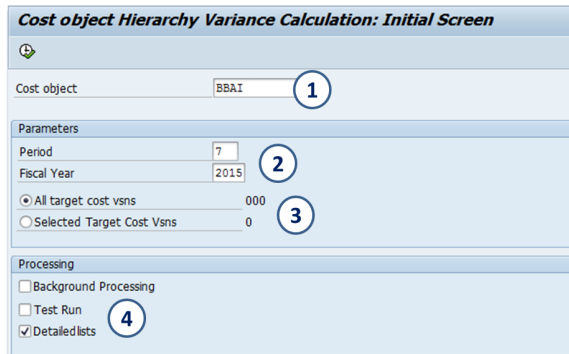 Cost object Hierarchy Variance Calculation: Initial Screen
Cost object BBAI 1
Parameters
Period 7
Fiscal Year 2015 2
All target cost vsns 000
Selected Target Cost Vsns 0 3
Processing
Background Processing
Test Run 4
Detailed lists